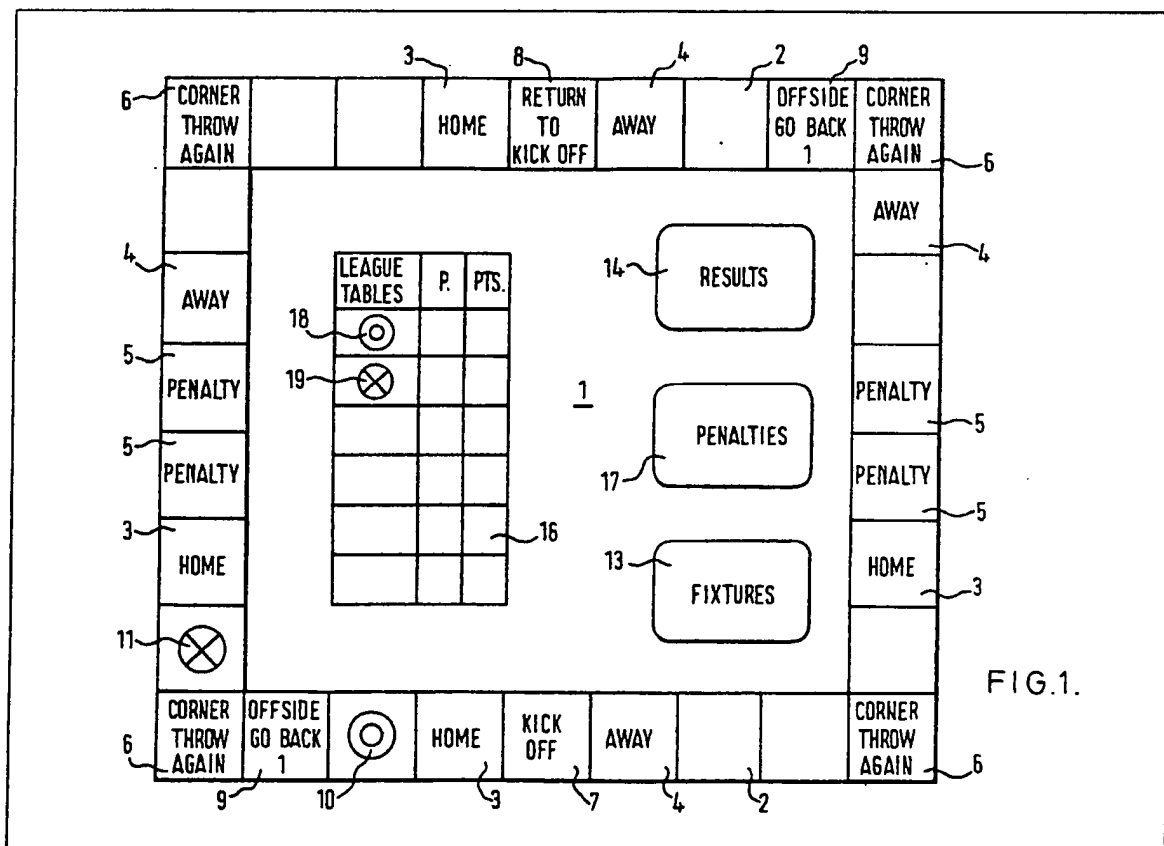 3 8 4 2 9
6 CORNER THROW AGAIN
HOME
RETURN TO KICK OFF
AWAY
OFFSIDE GO BACK 1
CORNER THROW AGAIN
6
4
AWAY
5
PENALTY
5
PENALTY
3
HOME
11
LEAGUE TABLES P. PTS.
18
19
16
1
14 RESULTS
17 PENALTIES
13 FIXTURES
AWAY
4
PENALTY
5
PENALTY
5
HOME
3
CORNER THROW AGAIN
6
OFFSIDE GO BACK 1
HOME
KICK OFF
AWAY
CORNER THROW AGAIN
9 10 3 7 4 2 6
FIG.1.